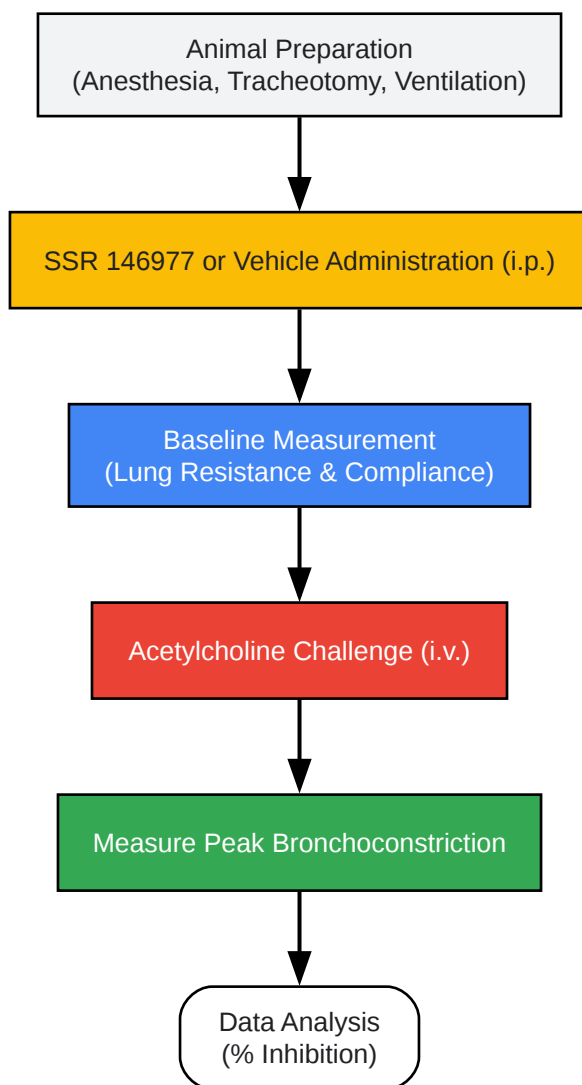 Animal Preparation
(Anesthesia, Tracheotomy, Ventilation)
SSR 146977 or Vehicle Administration (i.p.)
Baseline Measurement
(Lung Resistance & Compliance)
Acetylcholine Challenge (i.v.)
Measure Peak Bronchoconstriction
Data Analysis
(% Inhibition)